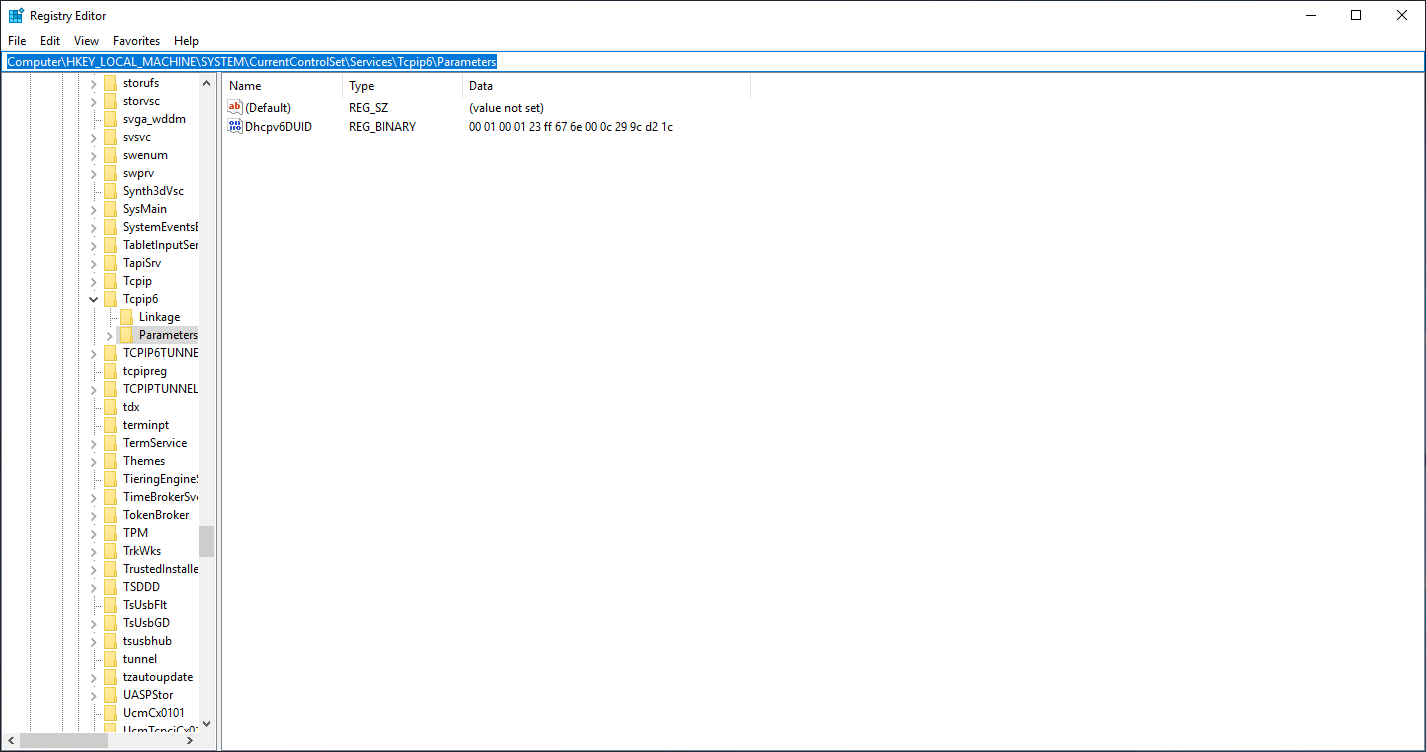 Registry Editor
File Edit View Favorites Help
Computer\HKEY_LOCAL_MACHINE\SYSTEM\CurrentControlSet\Services\Tcpip6\Parameters
storufs
storvsc
svga_wddm
svsvc
swenum
swprv
Synth3dVsc
SysMain
SystemEventsE
TabletInputSer
TapiSrv
Tcpip
Tcpip6
Linkage
Parameters
TCPIP6TUNNE
tcpipreg
TCPIPTUNNEL
tdx
terminpt
TermService
Themes
TieringEngineS
TimeBrokerSvc
TokenBroker
TPM
TrkWks
TrustedInstalle
TSDDD
TsUsbFlt
TsUsbGD
tsusbhub
tunnel
tzautoupdate
UASPStor
UcmCx0101
Name Type Data
(Default) REG_SZ (value not set)
Dhcpv6DUID REG_BINARY 00 01 00 01 23 ff 67 6e 00 0c 29 9c d2 1c